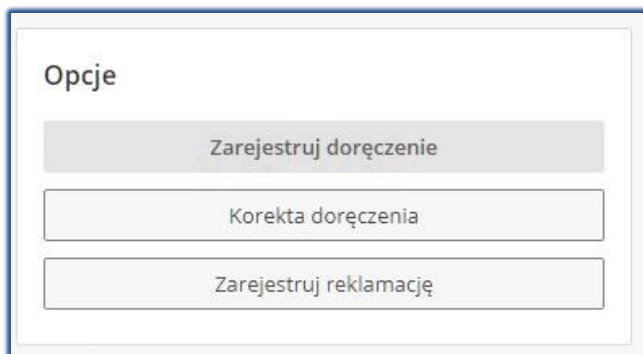 Opcje
Zarejestruj doręczenie
Korekta doręczenia
Zarejestruj reklamację